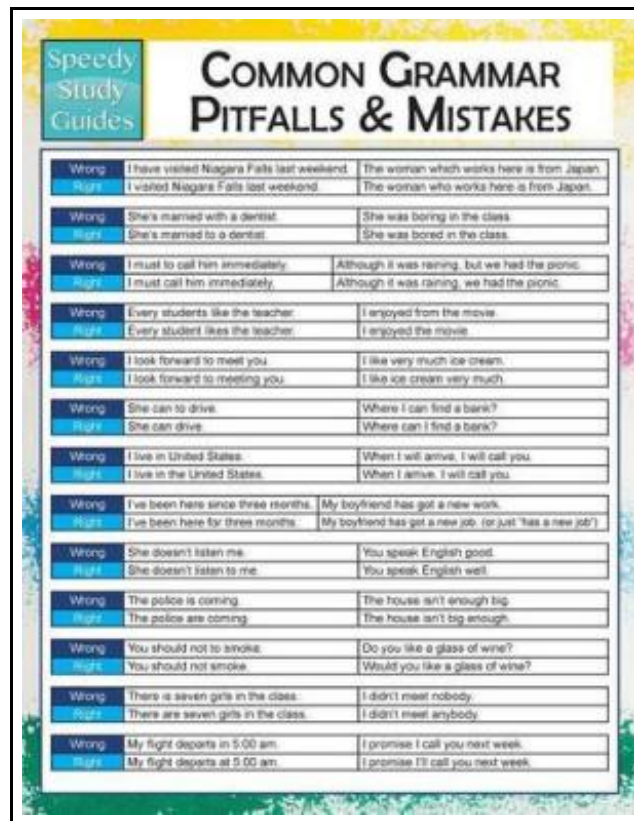 Speedy
Study
Guides
COMMON GRAMMAR
PITFALLS & MISTAKES
Wrong I have visited Niagara Falls last weekend. The woman which works here is from Japan.
Right I visited Niagara Falls last weekend. The woman who works here is from Japan.
Wrong She's married with a dentist. She was boring in the class.
Right She's married to a dentist. She was bored in the class.
Wrong I must to call him immediately. Although it was raining, but we had the picnic.
Right I must call him immediately. Although it was raining, we had the picnic.
Wrong Every students like the teacher. I enjoyed from the movie.
Right Every student likes the teacher. I enjoyed the movie.
Wrong I look forward to meet you. I like very much ice cream.
Right I look forward to meeting you. I like ice cream very much.
Wrong She can to drive. Where I can find a bank?
Right She can drive. Where can I find a bank?
Wrong I live in United States. When I will arrive, I will call you.
Right I live in the United States. When I arrive, I will call you.
Wrong I've been here since three months. My boyfriend has got a new work.
Right I've been here for three months. My boyfriend has got a new job. (or just "has a new job")
Wrong She doesn't listen me. You speak English good.
Right She doesn't listen to me. You speak English well.
Wrong The police is coming. The house isn't enough big.
Right The police are coming. The house isn't big enough.
Wrong You should not to smoke. Do you like a glass of wine?
Right You should not smoke. Would you like a glass of wine?
Wrong There is seven girls in the class. I didn't meet nobody.
Right There are seven girls in the class. I didn't meet anybody.
Wrong My flight departs in 5:00 am. I promise I call you next week.
Right My flight departs at 5:00 am. I promise I'll call you next week.